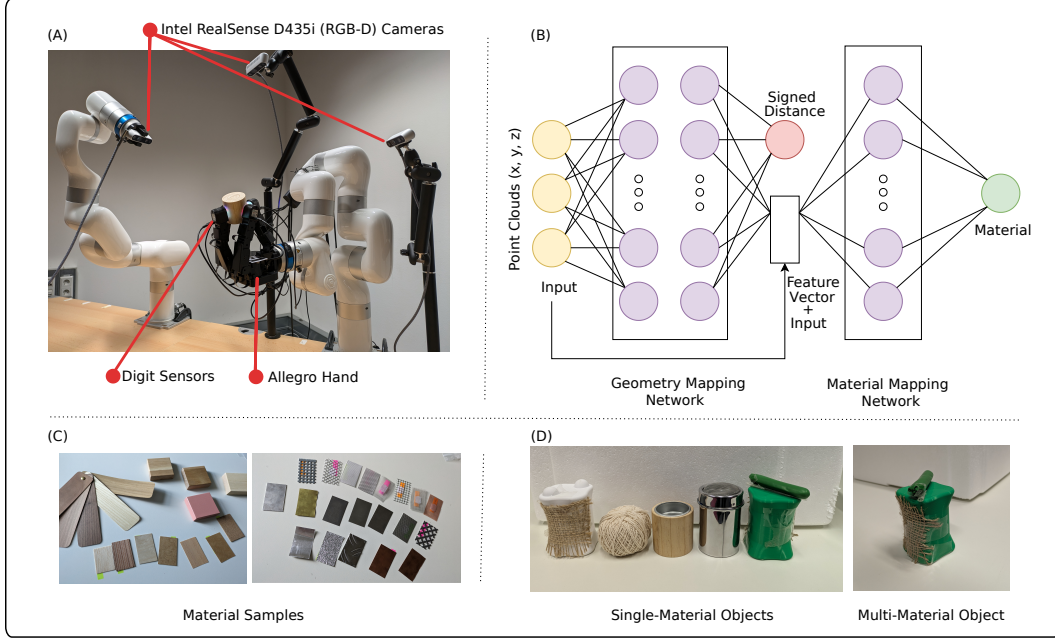 (A)
Intel RealSense D435i (RGB-D) Cameras
Digit Sensors
Allegro Hand
(B)
Point Clouds (x, y, z)
Input
Signed
Distance
Feature
Vector
+
Input
Material
Geometry Mapping
Network
Material Mapping
Network
(C)
Material Samples
(D)
Single-Material Objects
Multi-Material Object